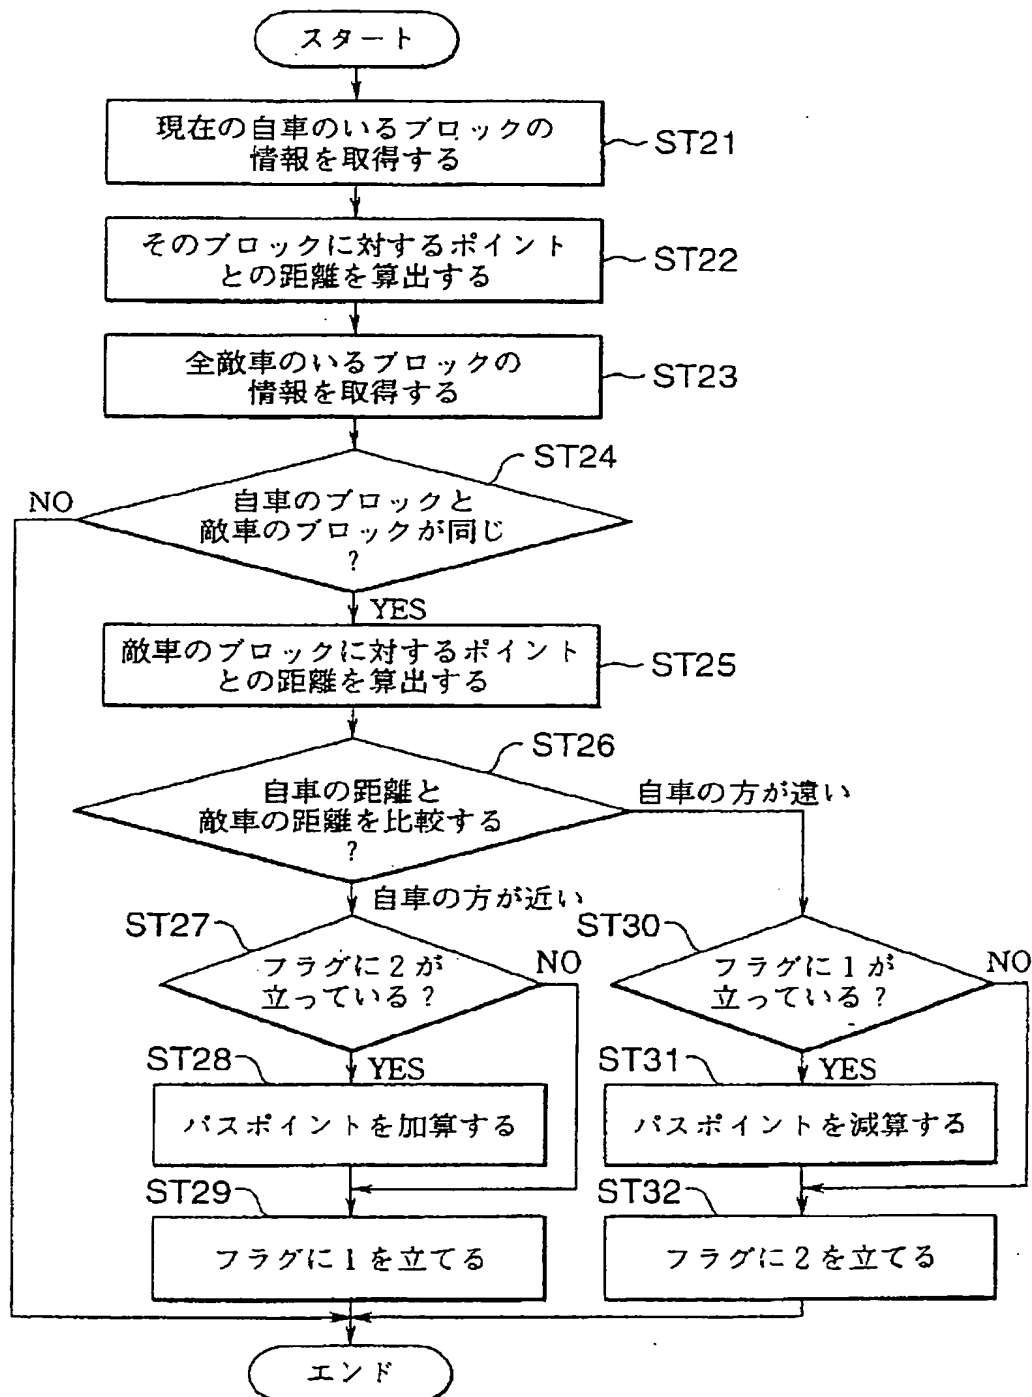 スタート
現在の自車のいるブロックの
情報を取得する
ST21
そのブロックに対するポイント
との距離を算出する
ST22
全敵車のいるブロックの
情報を取得する
ST23
ST24
NO
自車のブロックと
敵車のブロックが同じ
?
YES
敵車のブロックに対するポイント
との距離を算出する
ST25
ST26
自車の距離と
敵車の距離を比較する
?
自車の方が遠い
自車の方が近い
ST27
フラグに2が
立っている?
NO
ST30
フラグに1が
立っている?
NO
ST28
YES
パスポイントを加算する
ST31
YES
パスポイントを減算する
ST29
フラグに1を立てる
ST32
フラグに2を立てる
エンド